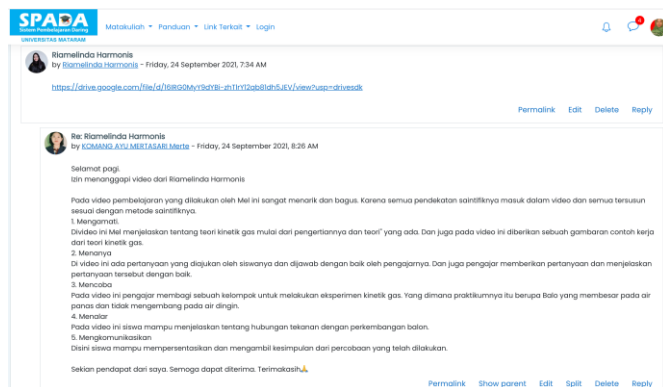 SPADA
Sistem Pembelajaran Daring
UNIVERSITAS MATARAM
Matakuliah Panduan Link Terkait Login
4
Riamelinda Harmonis
by Riamelinda Harmonis - Friday, 24 September 2021, 7:34 AM
Permalink Edit Delete Reply
Re: Riamelinda Harmonis
by KOMANG AYU MERTASARI Merte - Friday, 24 September 2021, 8:26 AM
Selamat pagi.
Izin menanggapi video dari Riamelinda Harmonis
Pada video pembelajaran yang dilakukan oleh Mel ini sangat menarik dan bagus. Karena semua pendekatan saintifiknya masuk dalam video dan semua tersusun
sesuai dengan metode saintifiknya.
1. Mengamati.
Divideo ini Mel menjelaskan tentang teori kinetik gas mulai dari pengertiannya dan teori" yang ada. Dan juga pada video ini diberikan sebuah gambaran contoh kerja
dari teori kinetik gas.
2. Menanya
Di video ini ada pertanyaan yang diajukan oleh siswanya dan dijawab dengan baik oleh pengajarnya. Dan juga pengajar memberikan pertanyaan dan menjelaskan
pertanyaan tersebut dengan baik.
3. Mencoba
Pada video ini pengajar membagi sebuah kelompok untuk melakukan eksperimen kinetik gas. Yang dimana praktikumnya itu berupa Balo yang membesar pada air
panas dan tidak mengembang pada air dingin.
4. Menalar
Pada video ini siswa mampu menjelaskan tentang hubungan tekanan dengan perkembangan balon.
5. Mengkomunikasikan
Disini siswa mampu mempersentasikan dan mengambil kesimpulan dari percobaan yang telah dilakukan.
Sekian pendapat dari saya. Semoga dapat diterima. Terimakasih🙏
Permalink Show parent Edit Split Delete Reply